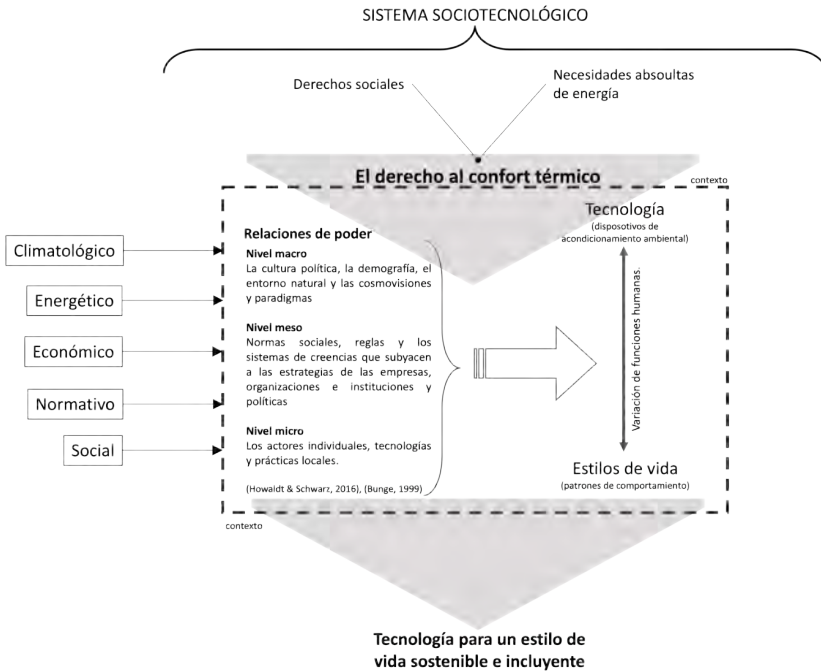 SISTEMA SOCIOTECNOLÓGICO
Derechos sociales
Necesidades absoultas
de energía
El derecho al confort térmico
contexto
Climatológico
Energético
Económico
Normativo
Social
Relaciones de poder
Nivel macro
La cultura política, la demografía, el
entorno natural y las cosmovisiones
y paradigmas
Nivel meso
Normas sociales, reglas y los
sistemas de creencias que subyacen
a las estrategias de las empresas,
organizaciones e instituciones y
políticas
Nivel micro
Los actores individuales, tecnologías
y prácticas locales.
(Howaldt & Schwarz, 2016), (Bunge, 1999)
Tecnología
(dispositivos de
acondicionamiento ambiental)
Variación de funciones humanas.
Estilos de vida
(patrones de comportamiento)
contexto
Tecnología para un estilo de
vida sostenible e incluyente